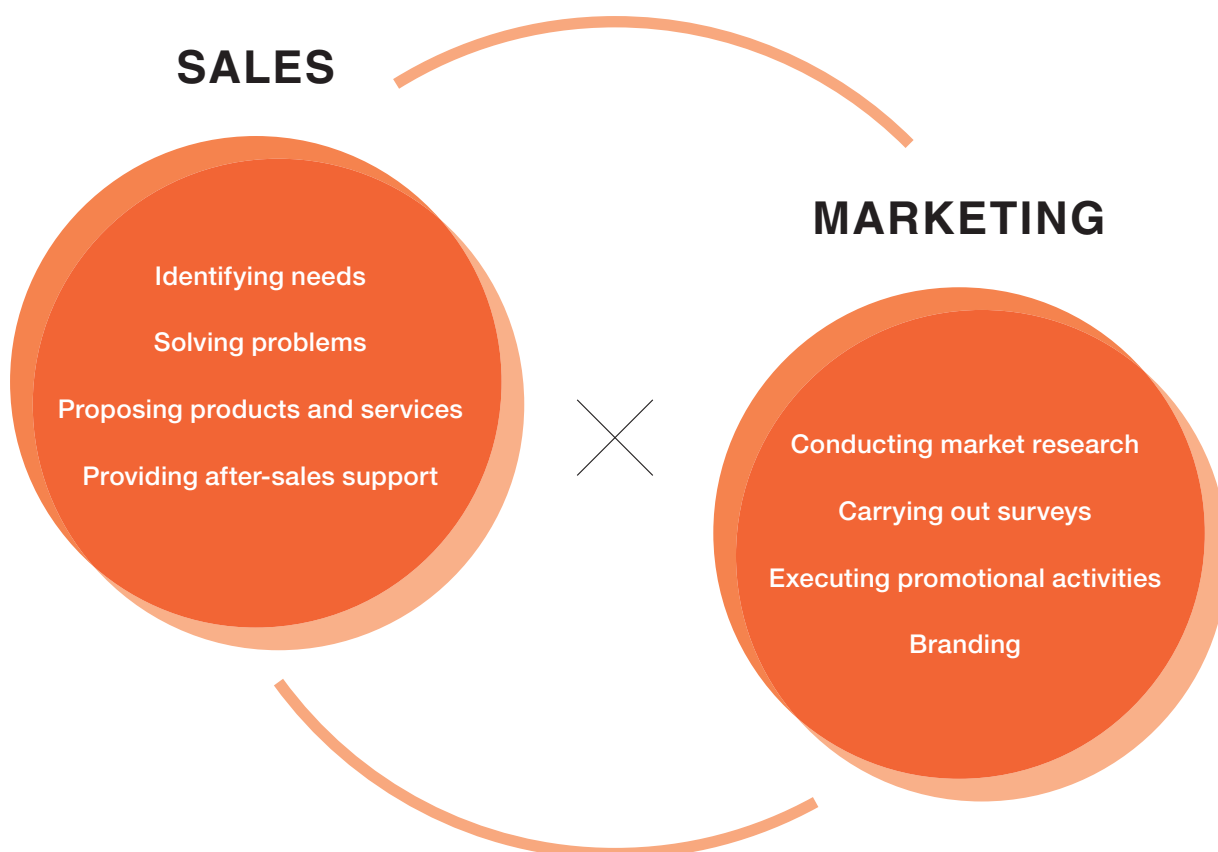 SALES
Identifying needs
Solving problems
Proposing products and services
Providing after-sales support
MARKETING
Conducting market research
Carrying out surveys
Executing promotional activities
Branding